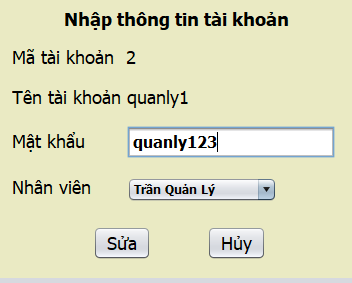 Nhập thông tin tài khoản
Mã tài khoản 2
Tên tài khoản quanly1
Mật khẩu quanly123
Nhân viên Trần Quản Lý
Sửa Hủy